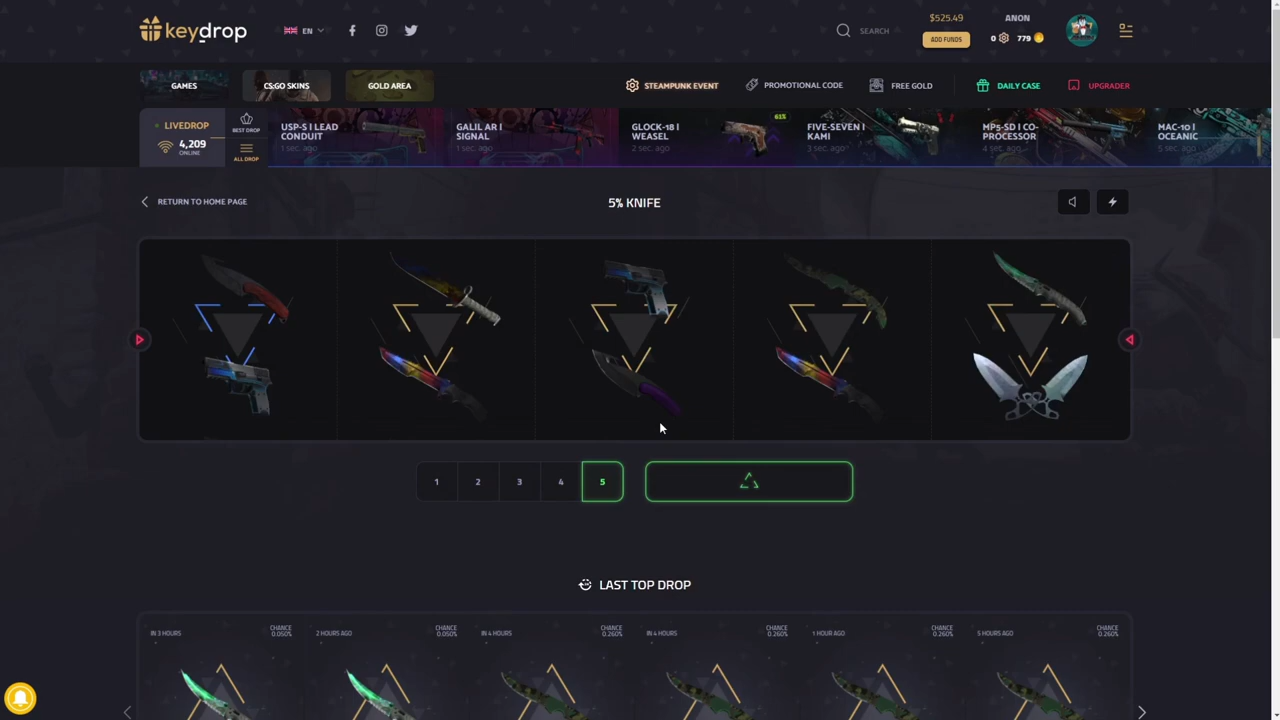 keydrop
EN
SEARCH
$525.49
ADD FUNDS
ANON
0
779
GAMES
CS:GO SKINS
GOLD AREA
STEAMPUNK EVENT
PROMOTIONAL CODE
FREE GOLD
DAILY CASE
UPGRADER
LIVEDROP
4,209
ONLINE
BEST DROP
ALL DROP
USP-S | LEAD
CONDUIT
1 sec. ago
GALIL AR |
SIGNAL
1 sec. ago
GLOCK-18 |
WEASEL
2 sec. ago
61%
FIVE-SEVEN |
KAMI
3 sec. ago
MP5-SD | CO-
PROCESSOR
4 sec. ago
MAC-10 |
OCEANIC
5 sec. ago
RETURN TO HOME PAGE
5% KNIFE
1
2
3
4
5
LAST TOP DROP
IN 3 HOURS
CHANCE
0.050%
2 HOURS AGO
CHANCE
0.050%
IN 4 HOURS
CHANCE
0.260%
IN 4 HOURS
CHANCE
0.260%
1 HOUR AGO
CHANCE
0.260%
5 HOURS AGO
CHANCE
0.260%